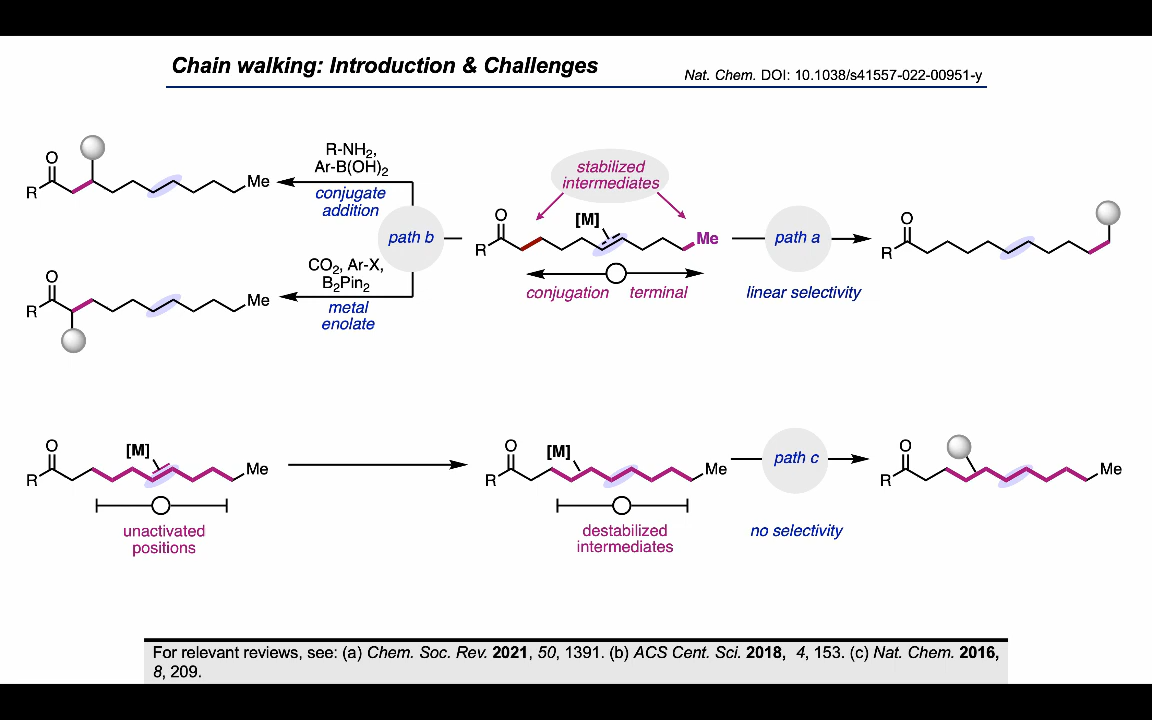 Chain walking: Introduction & Challenges
Nat. Chem. DOI: 10.1038/s41557-022-00951-y
O
R
Me
R-NH₂,
Ar-B(OH)₂
conjugate
addition
path b
O
R
Me
CO₂, Ar-X,
B₂Pin₂
metal
enolate
stabilized
intermediates
O
R
[M]
Me
conjugation
terminal
path a
linear selectivity
O
R
O
R
[M]
Me
unactivated
positions
O
R
[M]
Me
destabilized
intermediates
path c
no selectivity
O
R
Me
For relevant reviews, see: (a) Chem. Soc. Rev. 2021, 50, 1391. (b) ACS Cent. Sci. 2018, 4, 153. (c) Nat. Chem. 2016,
8, 209.